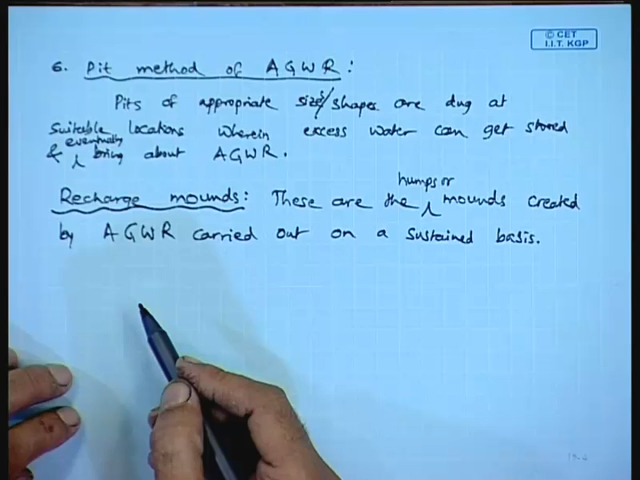 © CET
I.I.T. KGP
6. Pit method of AGWR:
Pits of appropriate sizes/shapes are dug at
suitable locations wherein excess water can get stored
& eventually bring about AGWR.
Recharge mounds: These are the humps or mounds created
by AGWR carried out on a sustained basis.